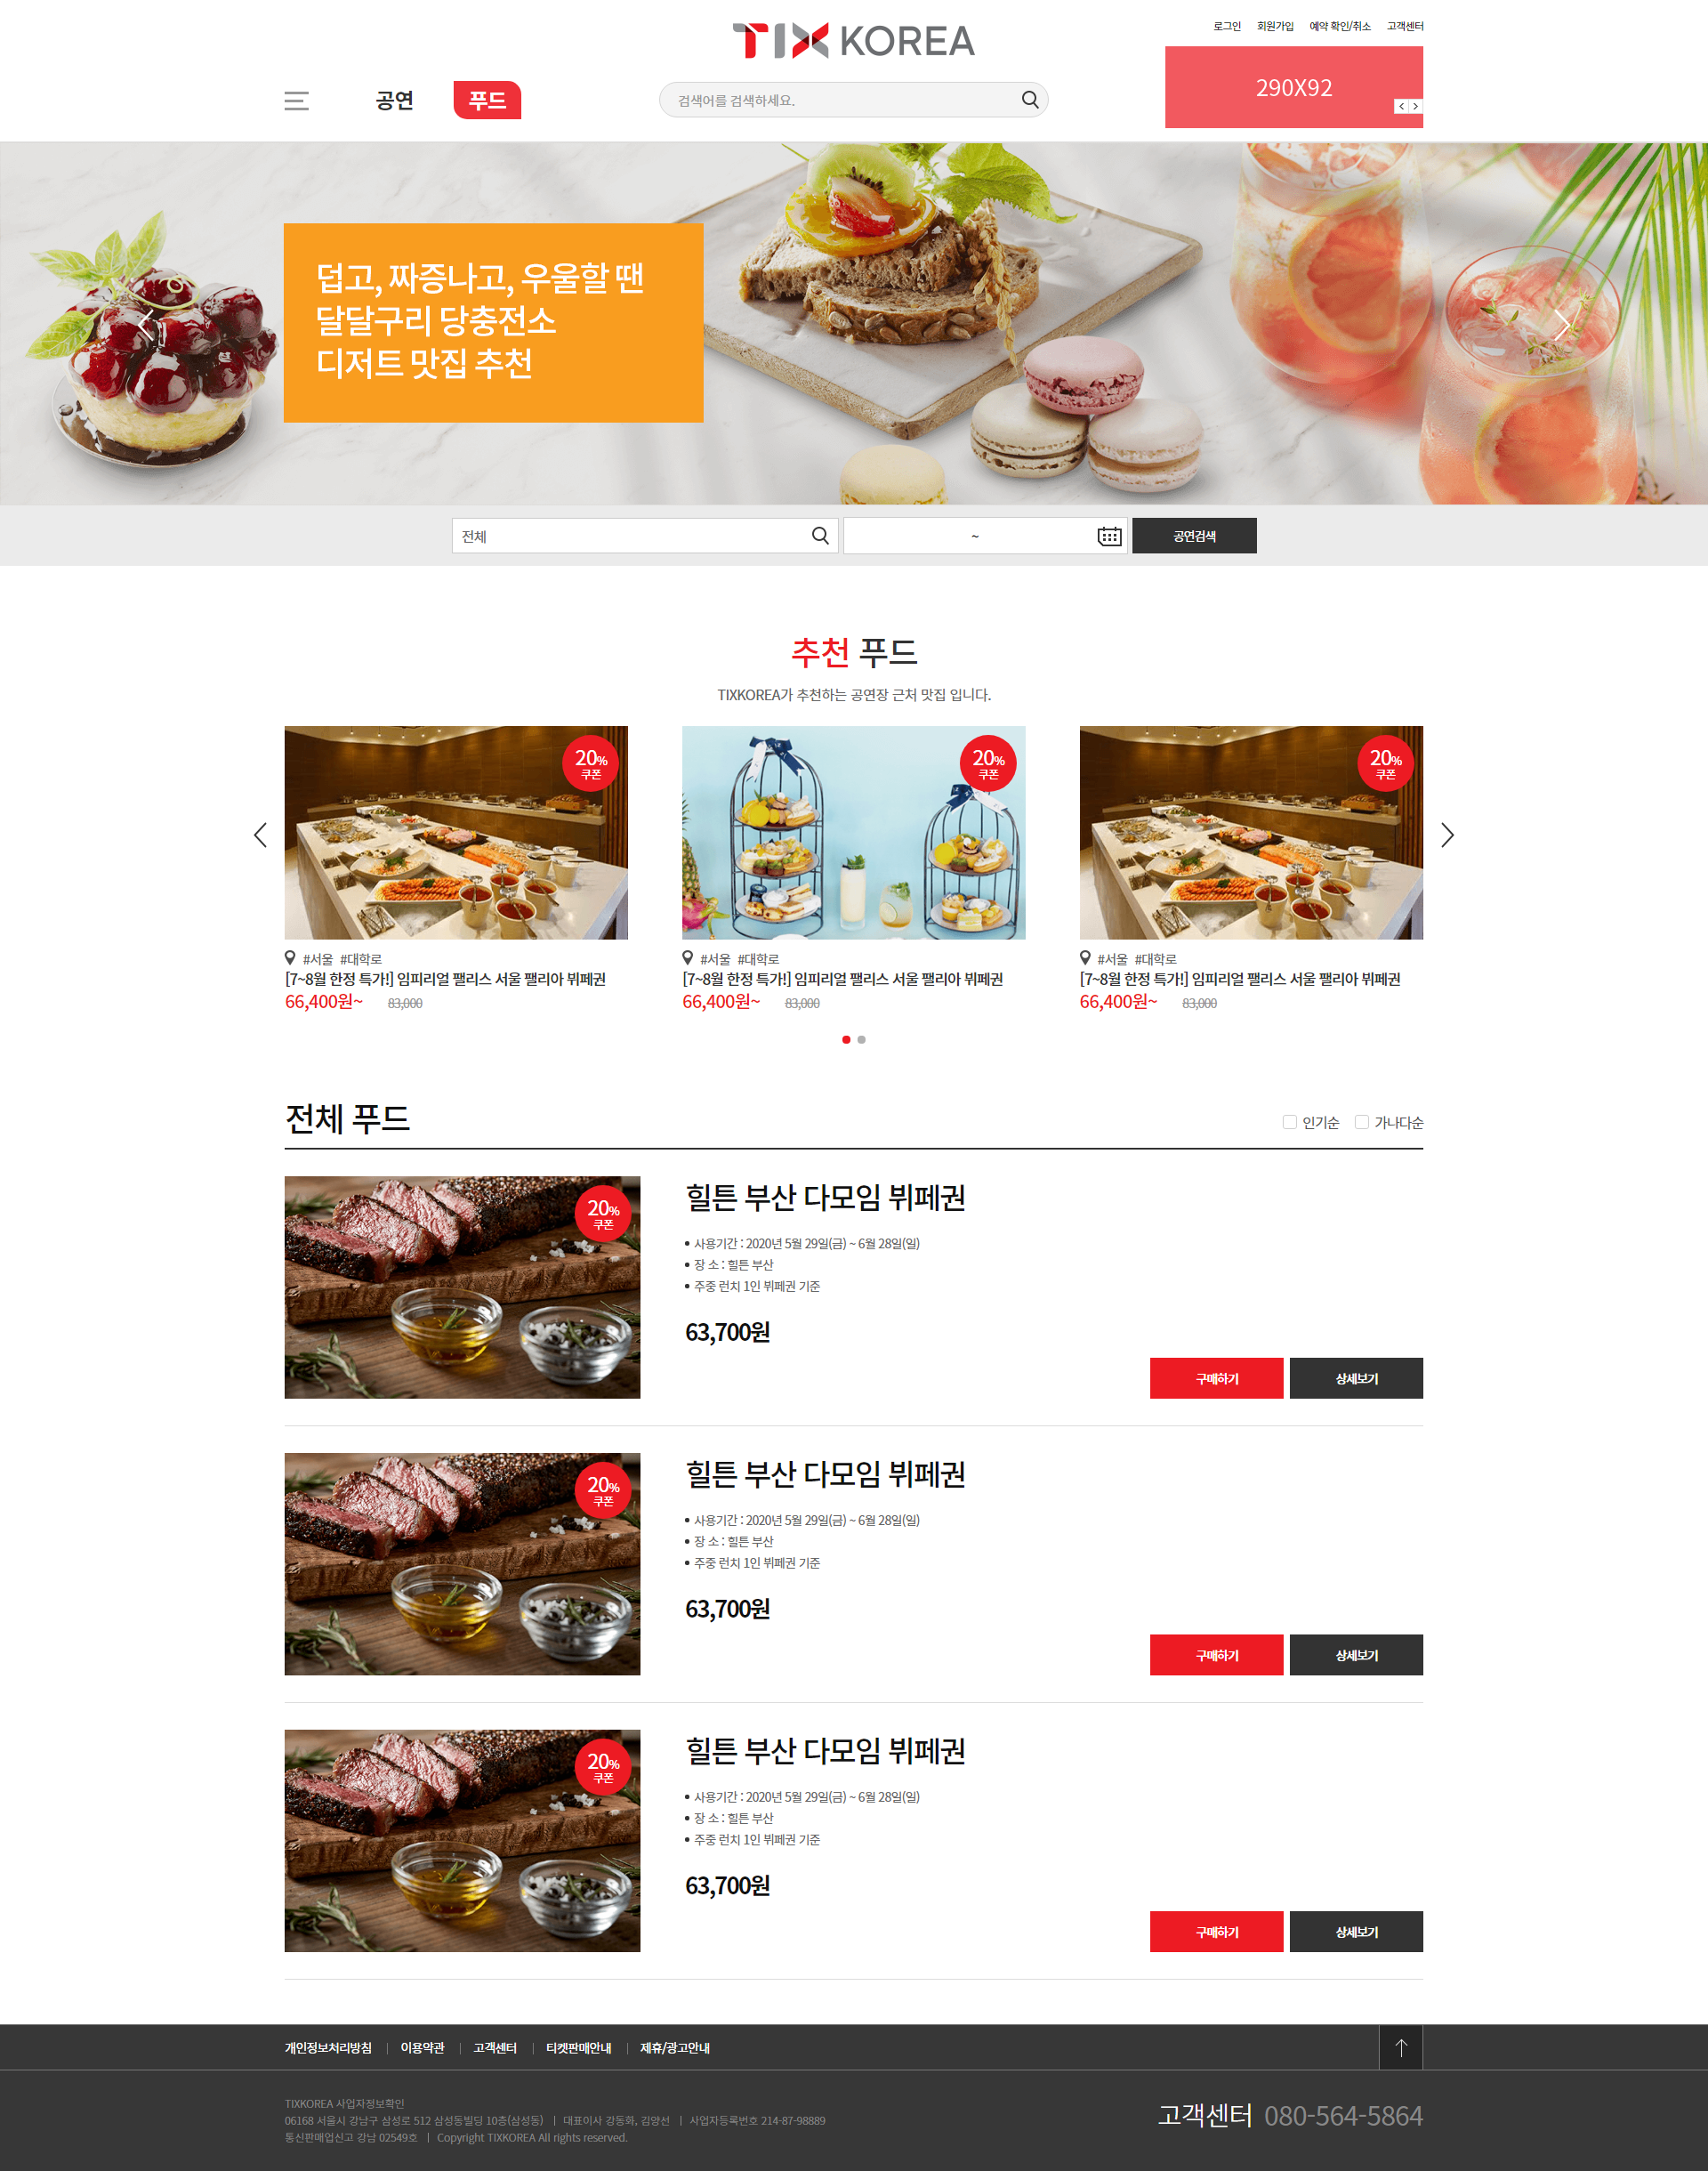 로그인 회원가입 예약 확인/취소 고객센터
TIX KOREA
290X92
공연 푸드
검색어를 검색하세요.
덥고, 짜증나고, 우울할 땐
달달구리 당충전소
디저트 맛집 추천
전체
~
공연검색
추천 푸드
TIXKOREA가 추천하는 공연장 근처 맛집 입니다.
20%
쿠폰
20%
쿠폰
20%
쿠폰
#서울 #대학로
[7~8월 한정 특가!] 임피리얼 팰리스 서울 팰리아 뷔페권
66,400원~ 83,000
#서울 #대학로
[7~8월 한정 특가!] 임피리얼 팰리스 서울 팰리아 뷔페권
66,400원~ 83,000
#서울 #대학로
[7~8월 한정 특가!] 임피리얼 팰리스 서울 팰리아 뷔페권
66,400원~ 83,000
전체 푸드
인기순 가나다순
20%
쿠폰
힐튼 부산 다모임 뷔페권
사용기간 : 2020년 5월 29일(금) ~ 6월 28일(일)
장 소 : 힐튼 부산
주중 런치 1인 뷔페권 기준
63,700원
구매하기 상세보기
20%
쿠폰
힐튼 부산 다모임 뷔페권
사용기간 : 2020년 5월 29일(금) ~ 6월 28일(일)
장 소 : 힐튼 부산
주중 런치 1인 뷔페권 기준
63,700원
구매하기 상세보기
20%
쿠폰
힐튼 부산 다모임 뷔페권
사용기간 : 2020년 5월 29일(금) ~ 6월 28일(일)
장 소 : 힐튼 부산
주중 런치 1인 뷔페권 기준
63,700원
구매하기 상세보기
개인정보처리방침 | 이용약관 | 고객센터 | 티켓판매안내 | 제휴/광고안내
TIXKOREA 사업자정보확인
06168 서울시 강남구 삼성로 512 삼성동빌딩 10층(삼성동) | 대표이사 강동화, 김양선 | 사업자등록번호 214-87-98889
통신판매업신고 강남 02549호 | Copyright TIXKOREA All rights reserved.
고객센터 080-564-5864